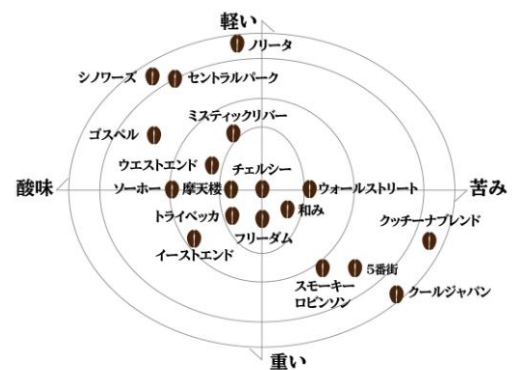 軽い
ノリータ
シノワーズ
セントラルパーク
ミスティックリバー
ゴスペル
ウエストエンド
チェルシー
酸味
ソーホー
摩天楼
ウォールストリート
苦み
トライベッカ
和み
クッチーナブレンド
フリーダム
イーストエンド
スモーキー
ロビンソン
5番街
クールジャパン
重い